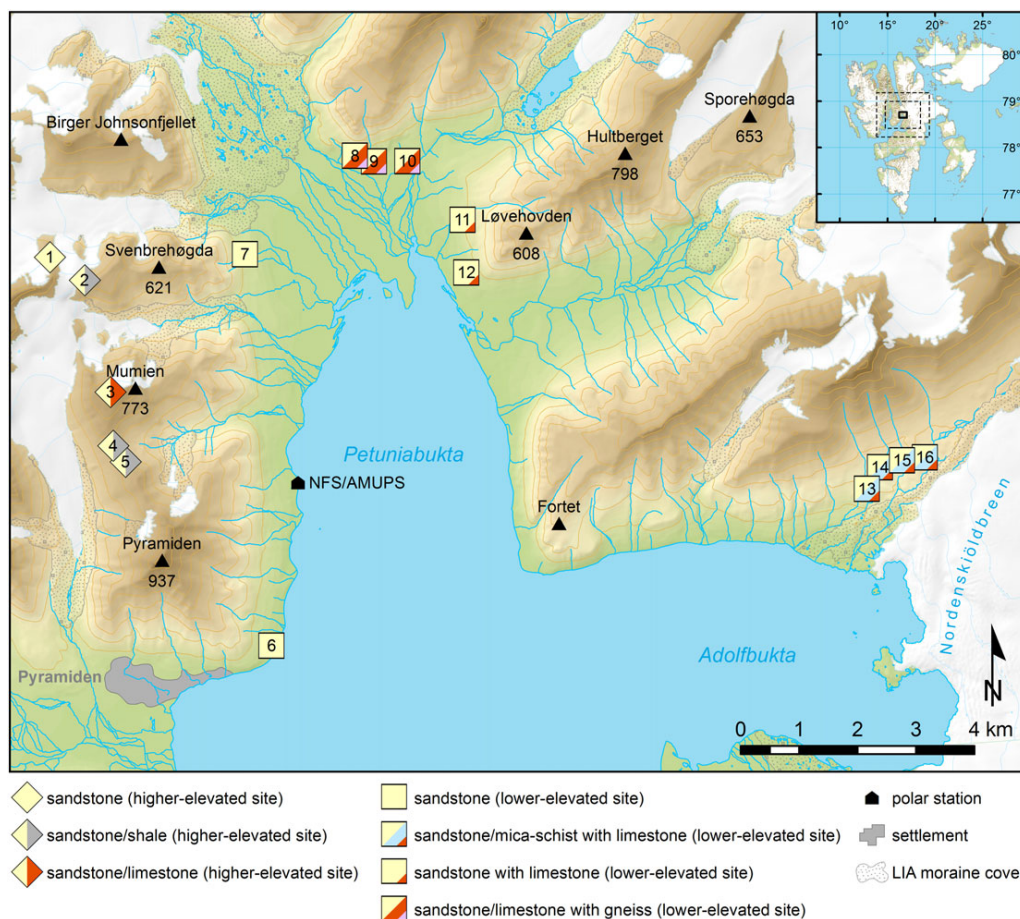 10° 15° 20° 25°
80°
79°
78°
77°
Sporehøgda
653
Birger Johnsonfjellet
Hultberget
798
8 9 10
11
Løvehovden
608
1
2
Svenbrehøgda
621
7
12
Mumien
3
773
4
5
Petuniabukta
NFS/AMUPS
13 14 15 16
Fortet
Pyramiden
937
Nordenskiöldbreen
6
Adolfbukta
Pyramiden
N
0 1 2 3 4 km
sandstone (higher-elevated site)
sandstone/shale (higher-elevated site)
sandstone/limestone (higher-elevated site)
sandstone (lower-elevated site)
sandstone/mica-schist with limestone (lower-elevated site)
sandstone with limestone (lower-elevated site)
sandstone/limestone with gneiss (lower-elevated site)
polar station
settlement
LIA moraine cover